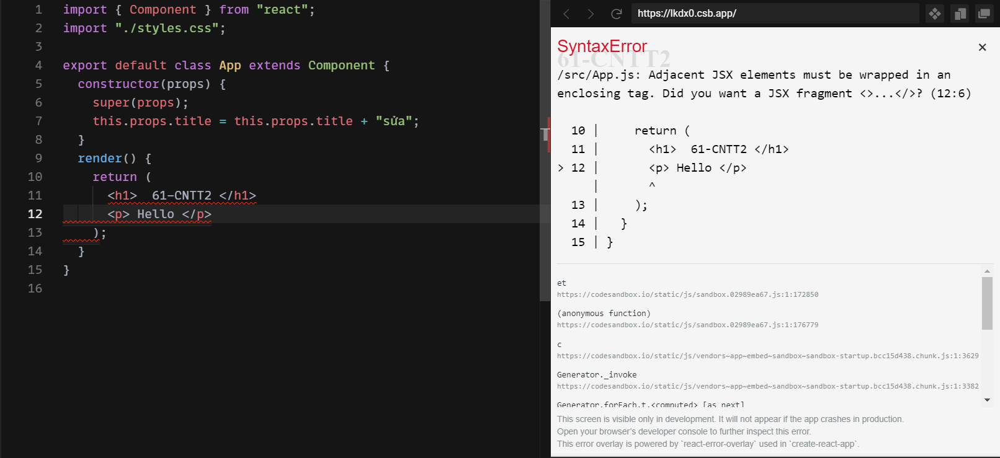 1 import { Component } from "react";
2 import "./styles.css";
3
4 export default class App extends Component {
5 constructor(props) {
6 super(props);
7 this.props.title = this.props.title + "sửa";
8 }
9 render() {
10 return (
11 <h1>  61-CNTT2 </h1>
12 <p> Hello </p>
13 );
14 }
15 }
16
https://lkdx0.csb.app/
SyntaxError
61-CNTT2
/src/App.js: Adjacent JSX elements must be wrapped in an
enclosing tag. Did you want a JSX fragment <>...</>? (12:6)
10 |     return (
11 |       <h1>  61-CNTT2 </h1>
> 12 |       <p> Hello </p>
|       ^
13 |     );
14 |   }
15 | }
et
https://codesandbox.io/static/js/sandbox.02989ea67.js:1:172850
(anonymous function)
https://codesandbox.io/static/js/sandbox.02989ea67.js:1:176779
c
https://codesandbox.io/static/js/vendors~app~embed~sandbox~sandbox-startup.bcc15d438.chunk.js:1:3629
Generator._invoke
https://codesandbox.io/static/js/vendors~app~embed~sandbox~sandbox-startup.bcc15d438.chunk.js:1:3382
Generator.forEach.t.<computed> [as next]
This screen is visible only in development. It will not appear if the app crashes in production.
Open your browser's developer console to further inspect this error.
This error overlay is powered by `react-error-overlay` used in `create-react-app`.